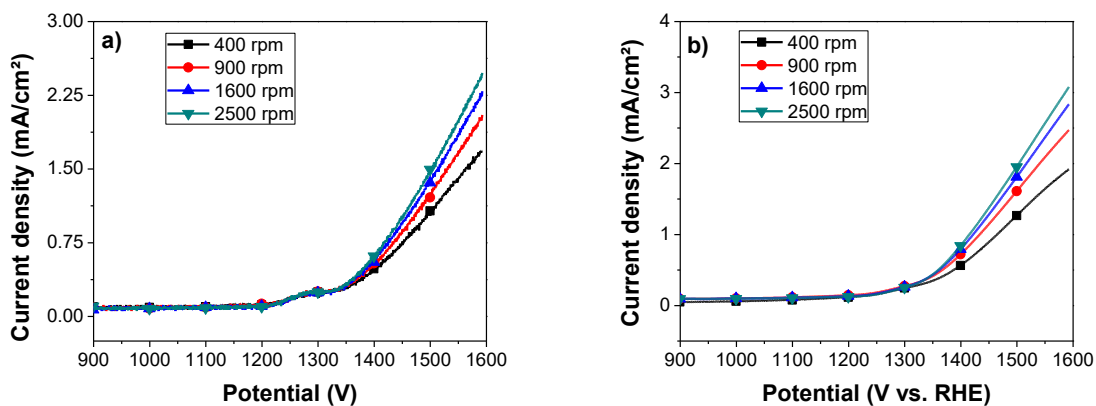 a)
400 rpm
900 rpm
1600 rpm
2500 rpm
3.00
2.25
1.50
0.75
0.00
Current density (mA/cm²)
900 1000 1100 1200 1300 1400 1500 1600
Potential (V)
b)
400 rpm
900 rpm
1600 rpm
2500 rpm
4
3
2
1
0
Current density (mA/cm²)
900 1000 1100 1200 1300 1400 1500 1600
Potential (V vs. RHE)